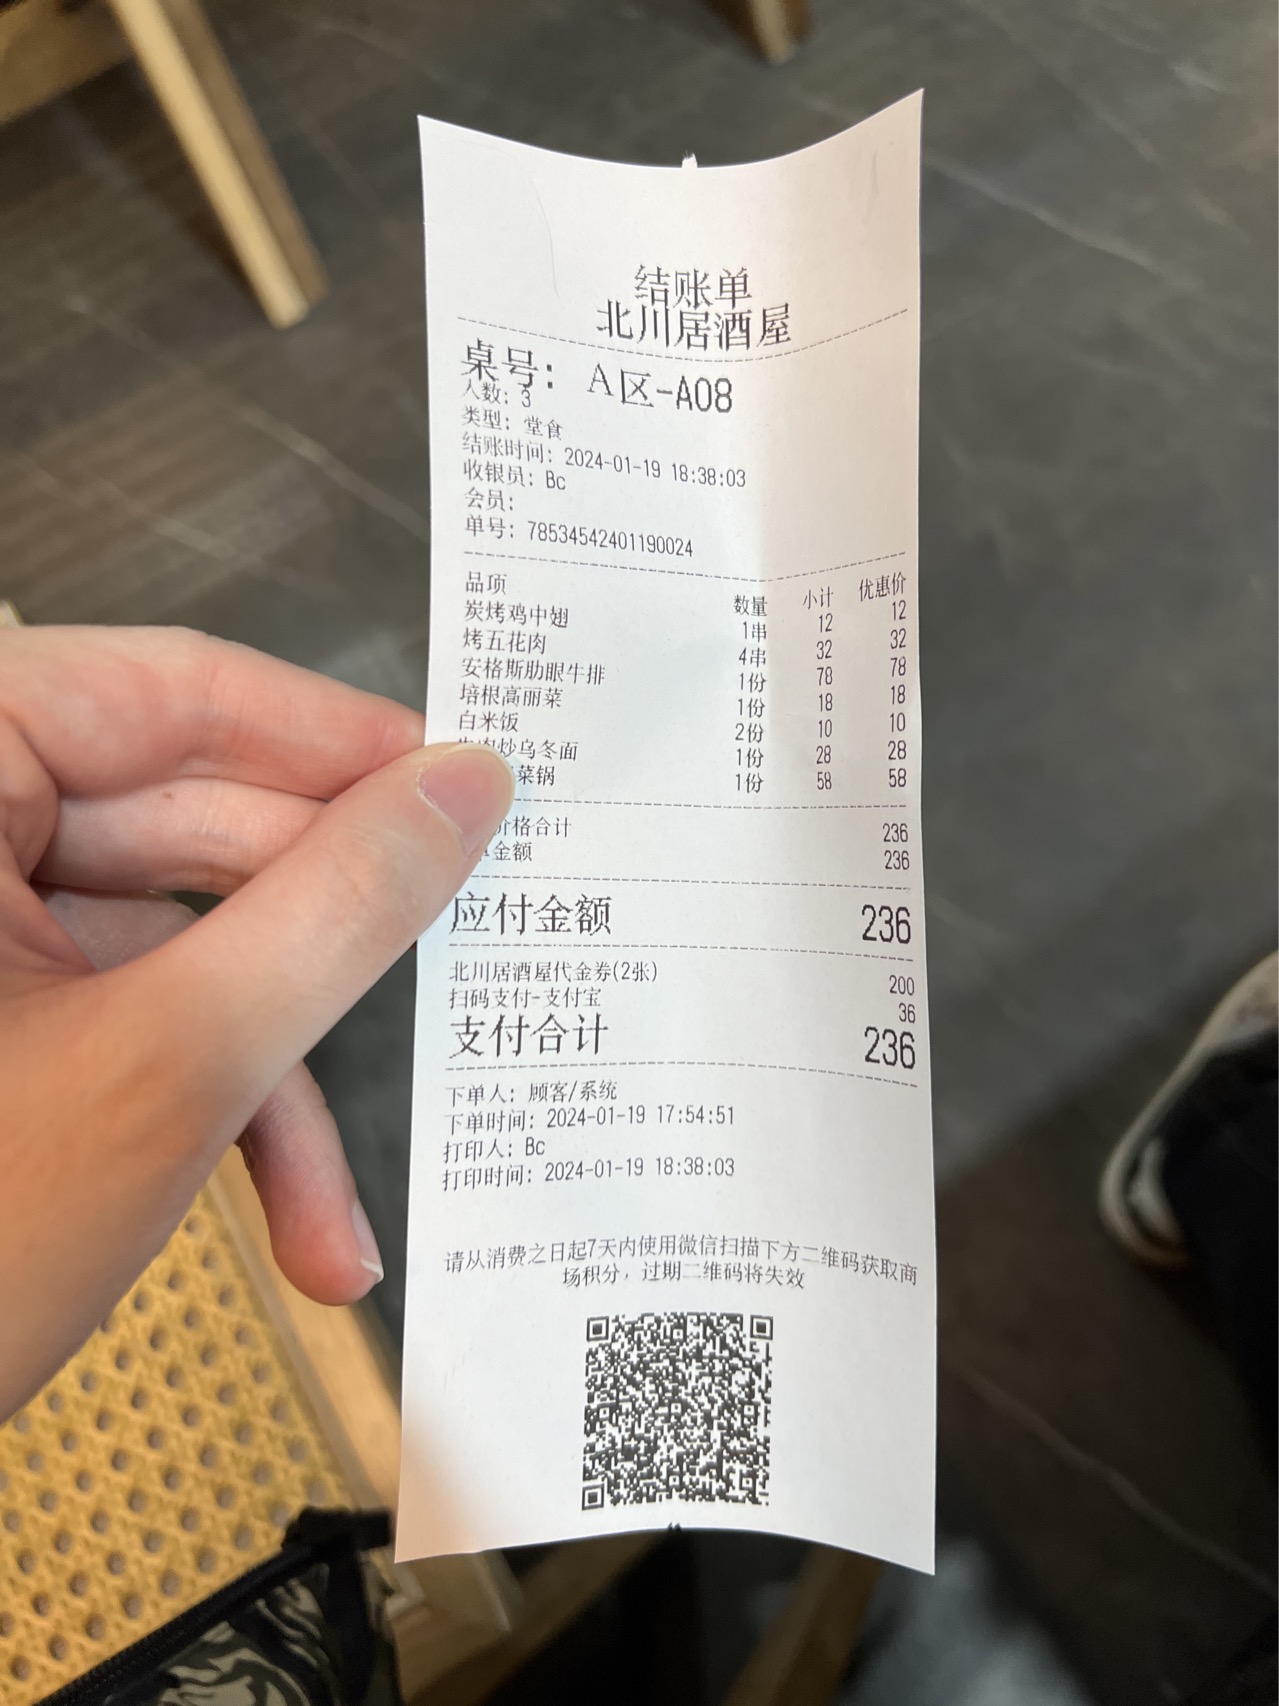 结账单
北川居酒屋
桌号： A区-A08
人数：3
类型：堂食
结账时间：2024-01-19 18:38:03
收银员：Bc
会员：
单号：78534542401190024
品项 数量 小计 优惠价
炭烤鸡中翅 1串 12 12
烤五花肉 4串 32 32
安格斯肋眼牛排 1份 78 78
培根高丽菜 1份 18 18
白米饭 2份 10 10
炒乌冬面 1份 28 28
菜锅 1份 58 58
价格合计 236
金额 236
应付金额 236
北川居酒屋代金券(2张) 200
扫码支付-支付宝 36
支付合计 236
下单人：顾客/系统
下单时间：2024-01-19 17:54:51
打印人：Bc
打印时间：2024-01-19 18:38:03
请从消费之日起7天内使用微信扫描下方二维码获取商
场积分，过期二维码将失效